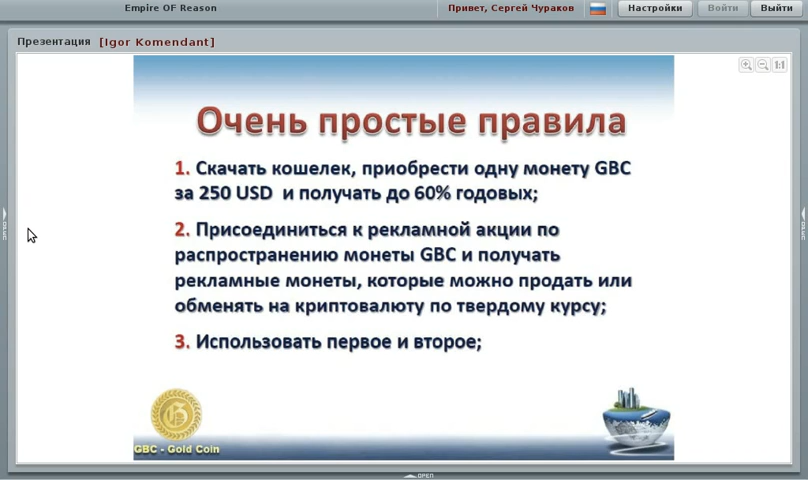 Empire OF Reason
Привет, Сергей Чураков
Настройки
Войти
Выйти
Презентация [Igor Komendant]
1:1
Очень простые правила
1. Скачать кошелек, приобрести одну монету GBC
за 250 USD и получать до 60% годовых;
2. Присоединиться к рекламной акции по
распространению монеты GBC и получать
рекламные монеты, которые можно продать или
обменять на криптовалюту по твердому курсу;
3. Использовать первое и второе;
GBC - Gold Coin
OPEN